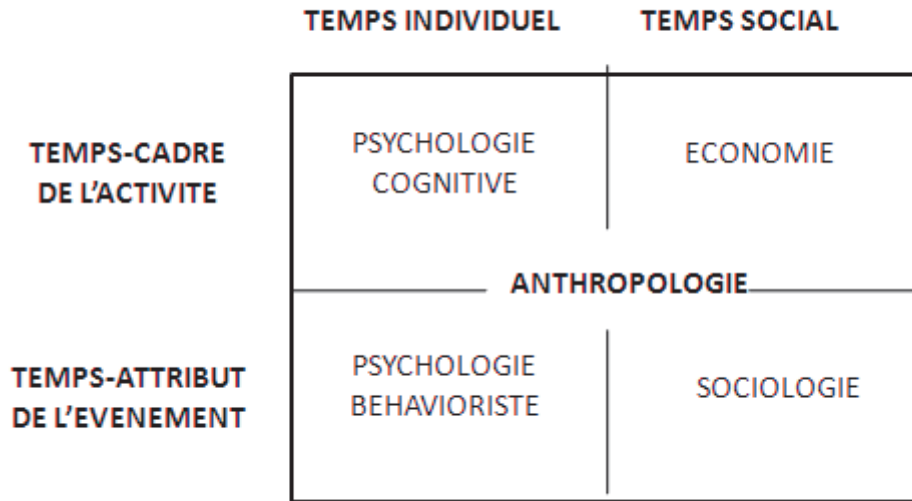 TEMPS INDIVIDUEL TEMPS SOCIAL
TEMPS-CADRE
DE L’ACTIVITE
PSYCHOLOGIE
COGNITIVE
ECONOMIE
ANTHROPOLOGIE
TEMPS-ATTRIBUT
DE L’EVENEMENT
PSYCHOLOGIE
BEHAVIORISTE
SOCIOLOGIE